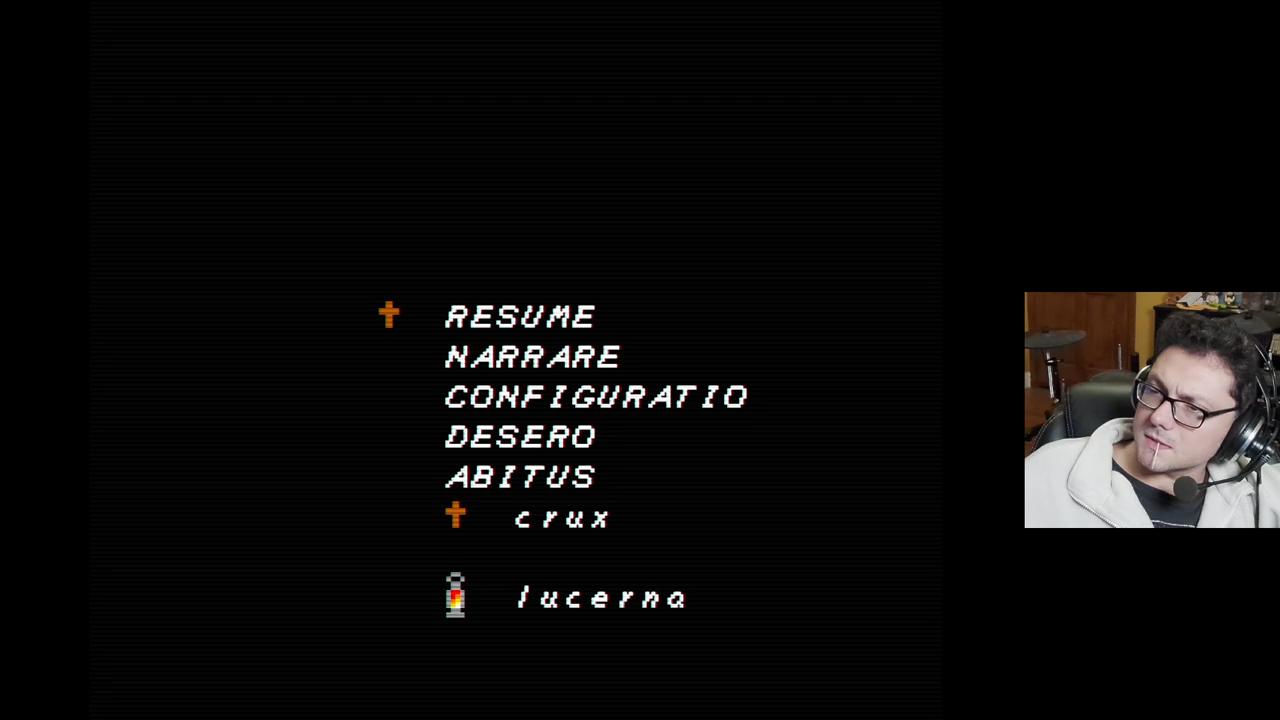 RESUME
NARRARE
CONFIGURATIO
DESERO
ABITUS
crux
lucerna